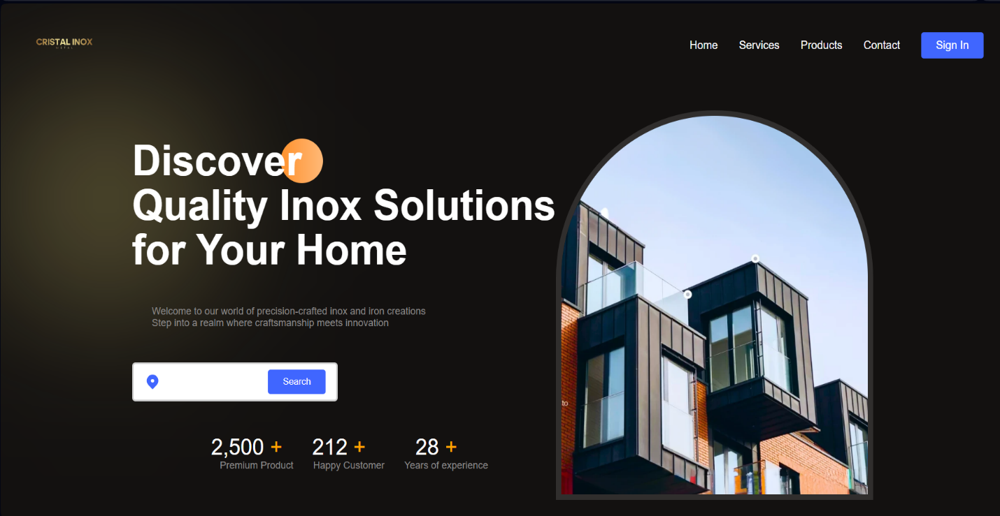 CRISTAL INOX
METAL
Home Services Products Contact Sign In
Discover
Quality Inox Solutions
for Your Home
Welcome to our world of precision-crafted inox and iron creations
Step into a realm where craftsmanship meets innovation
Search
2,500 + 212 + 28 +
Premium Product Happy Customer Years of experience
to